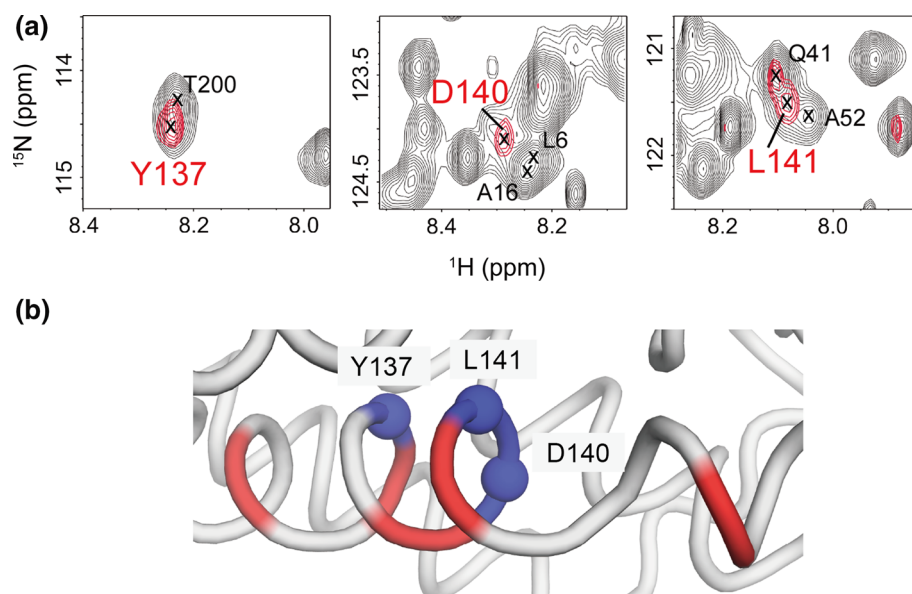 (a)
¹⁵N (ppm)
114
115
T200
Y137
8.4
8.2
8.0
123.5
124.5
D140
L6
A16
8.4
8.2
121
122
Q41
A52
L141
8.2
8.0
¹H (ppm)
(b)
Y137
L141
D140